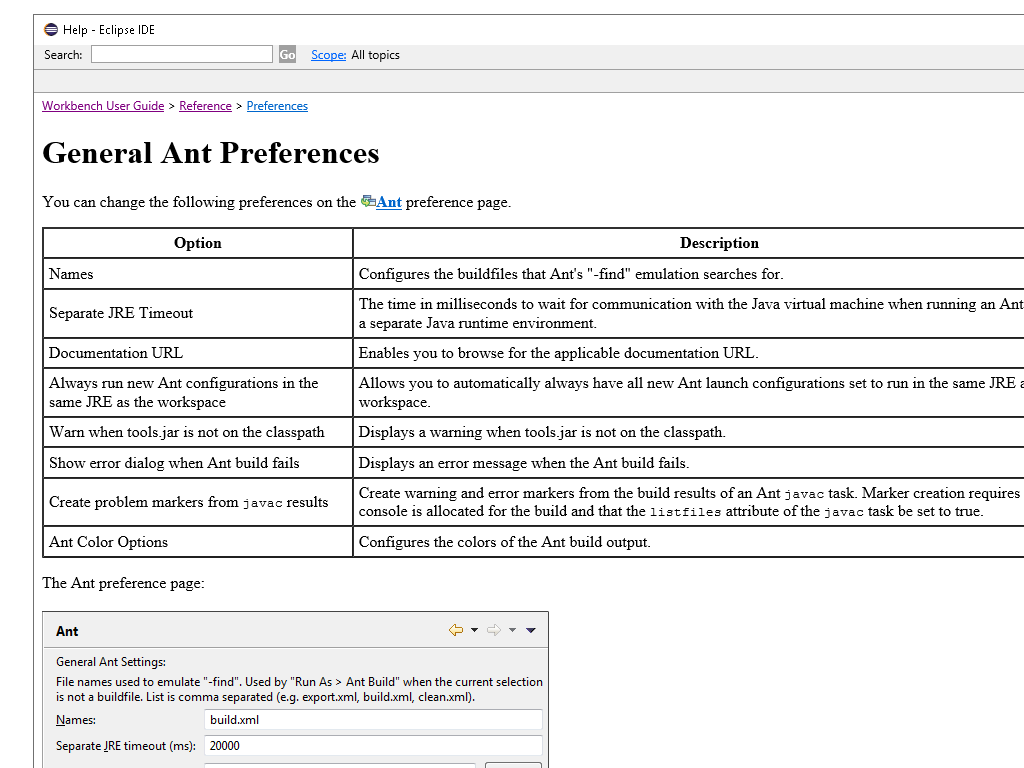 Help - Eclipse IDE
Search: Go Scope: All topics
Workbench User Guide > Reference > Preferences
General Ant Preferences
You can change the following preferences on the Ant preference page.
Option Description
Names Configures the buildfiles that Ant's "-find" emulation searches for.
Separate JRE Timeout The time in milliseconds to wait for communication with the Java virtual machine when running an Ant
a separate Java runtime environment.
Documentation URL Enables you to browse for the applicable documentation URL.
Always run new Ant configurations in the
same JRE as the workspace
Allows you to automatically always have all new Ant launch configurations set to run in the same JRE a
workspace.
Warn when tools.jar is not on the classpath Displays a warning when tools.jar is not on the classpath.
Show error dialog when Ant build fails Displays an error message when the Ant build fails.
Create problem markers from javac results Create warning and error markers from the build results of an Ant javac task. Marker creation requires
console is allocated for the build and that the listfiles attribute of the javac task be set to true.
Ant Color Options Configures the colors of the Ant build output.
The Ant preference page:
Ant
General Ant Settings:
File names used to emulate "-find". Used by "Run As > Ant Build" when the current selection
is not a buildfile. List is comma separated (e.g. export.xml, build.xml, clean.xml).
Names: build.xml
Separate JRE timeout (ms): 20000